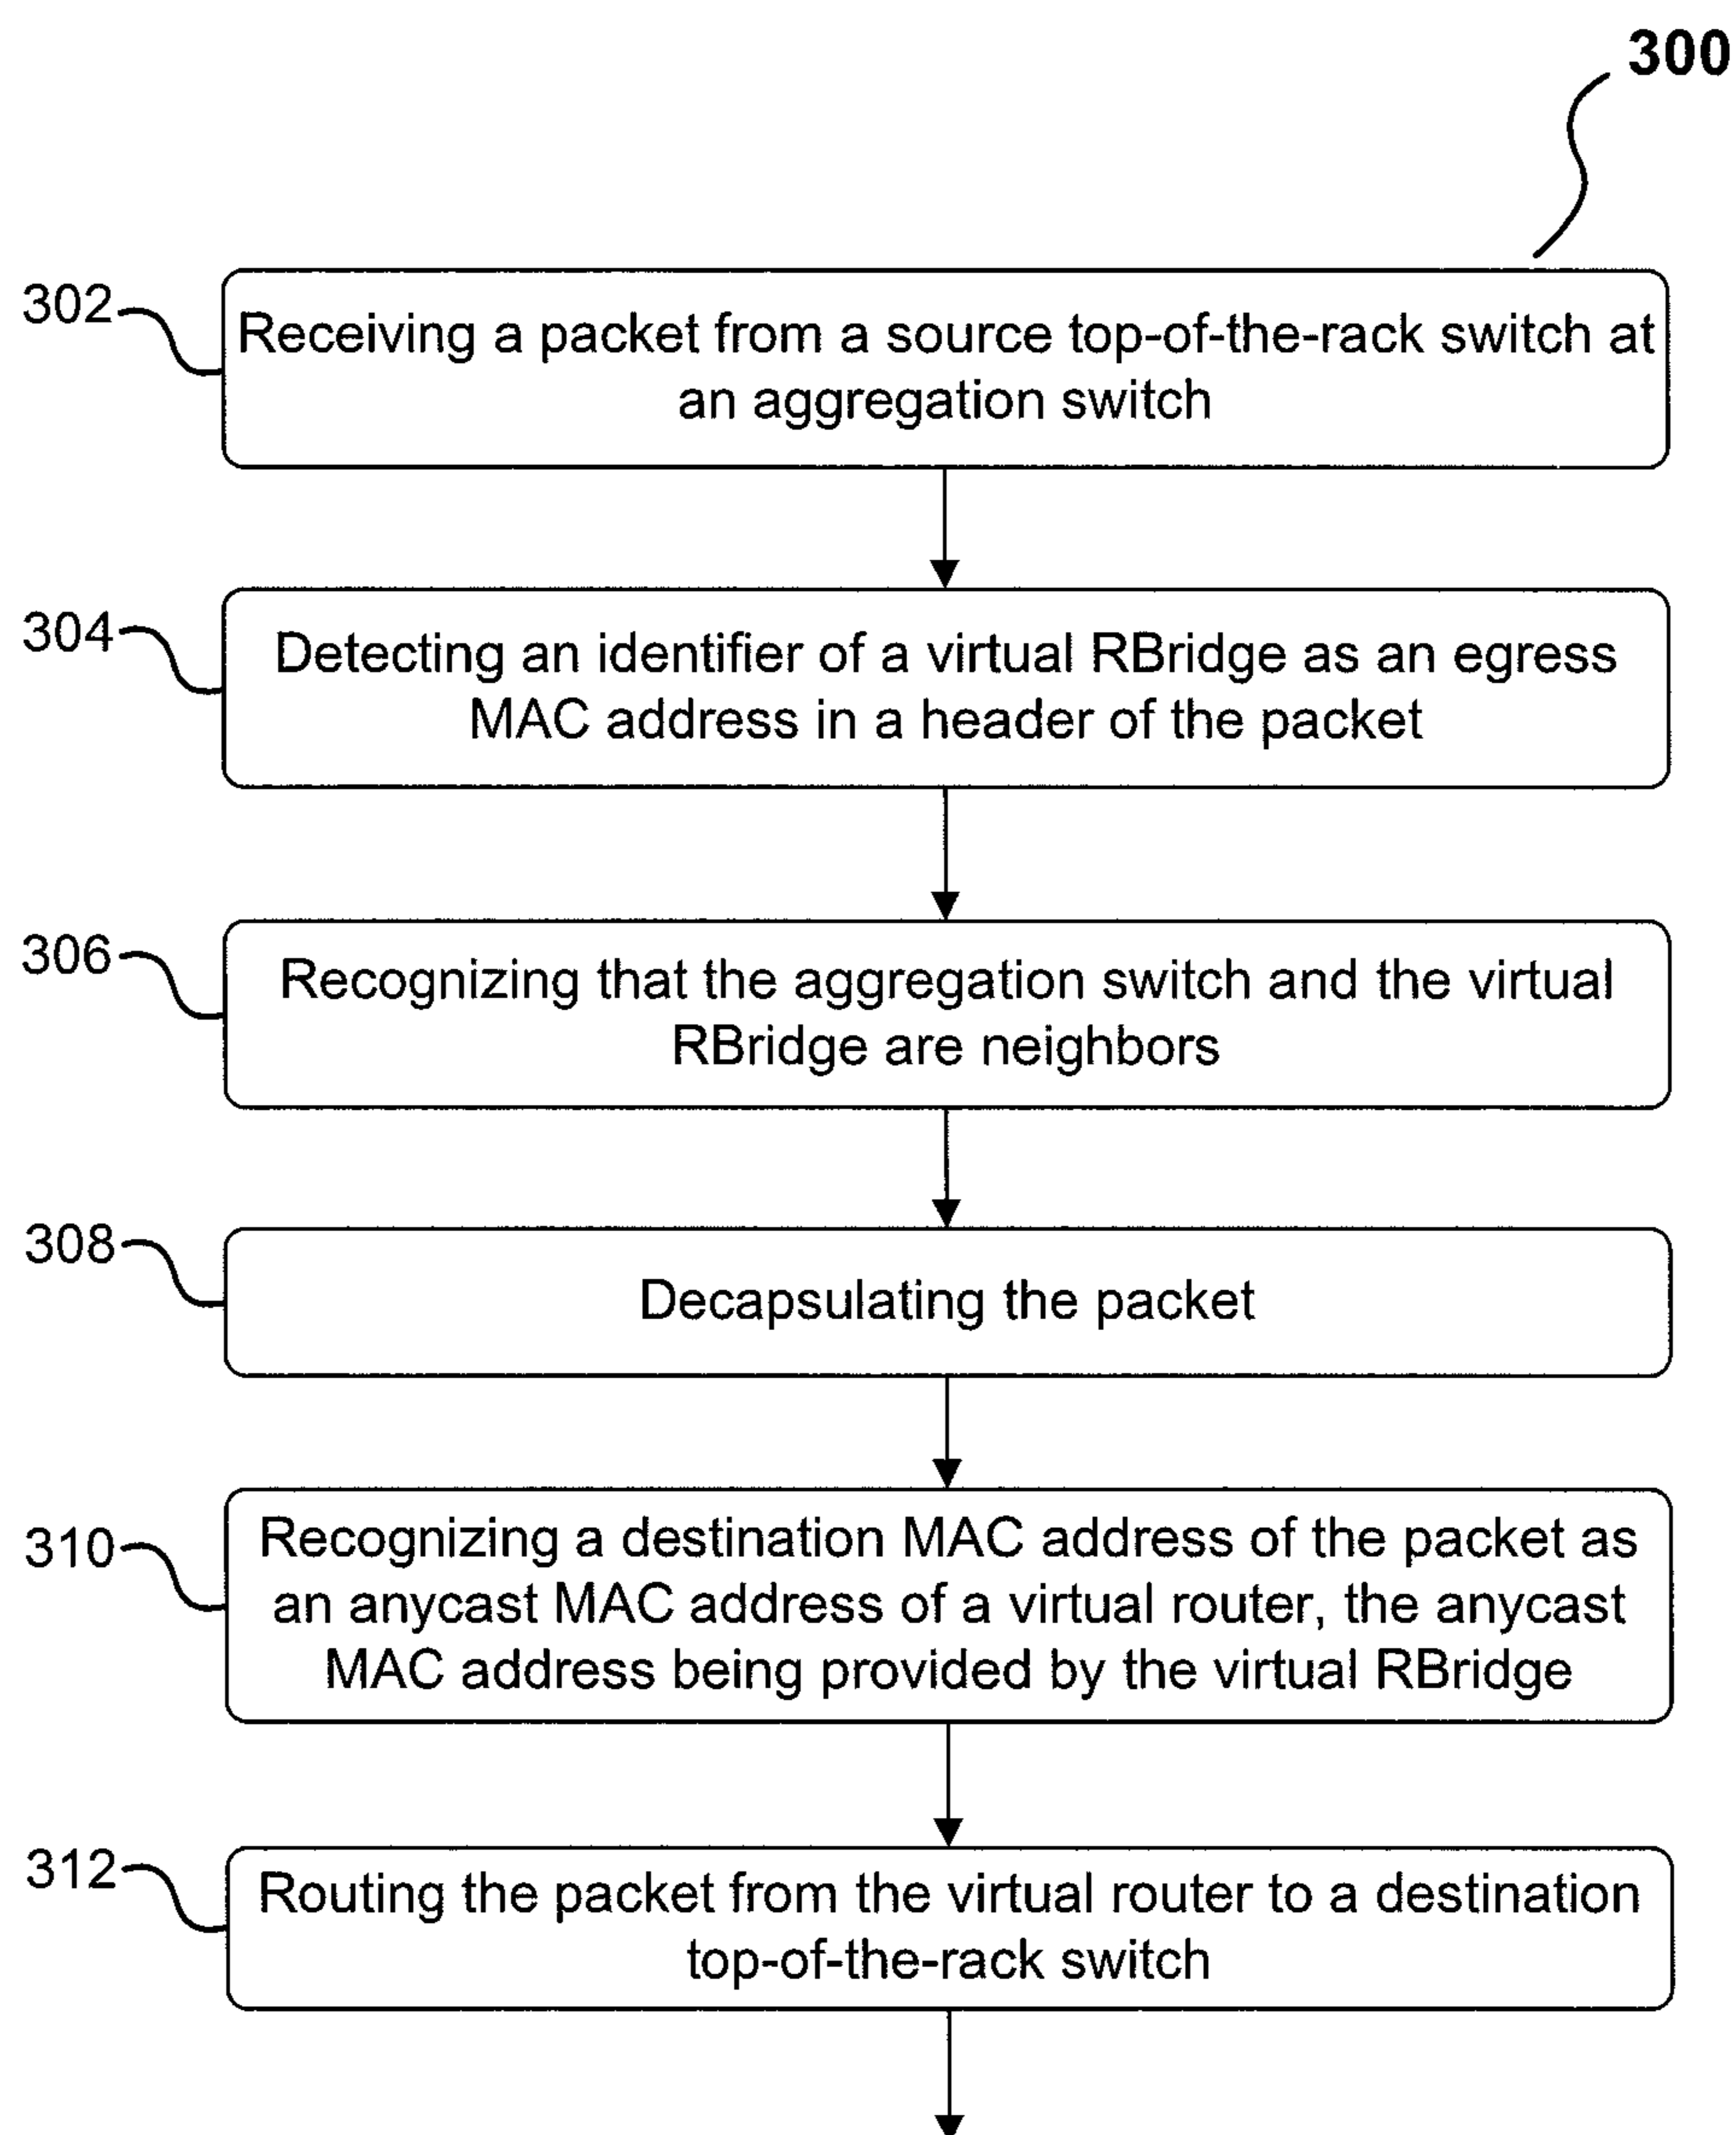 300
302
Receiving a packet from a source top-of-the-rack switch at
an aggregation switch
304
Detecting an identifier of a virtual RBridge as an egress
MAC address in a header of the packet
306
Recognizing that the aggregation switch and the virtual
RBridge are neighbors
308
Decapsulating the packet
310
Recognizing a destination MAC address of the packet as
an anycast MAC address of a virtual router, the anycast
MAC address being provided by the virtual RBridge
312
Routing the packet from the virtual router to a destination
top-of-the-rack switch